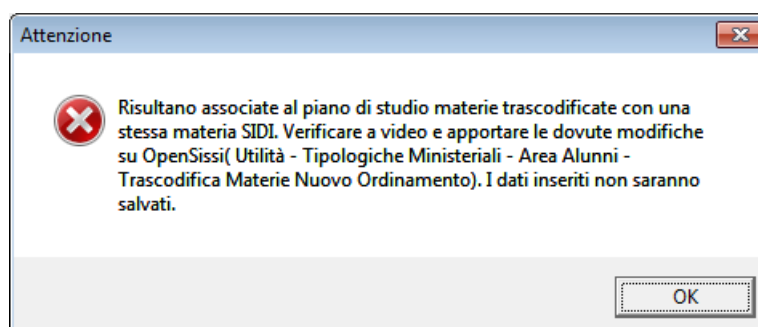 Attenzione
Risultano associate al piano di studio materie trascodificate con una
stessa materia SIDI. Verificare a video e apportare le dovute modifiche
su OpenSissi( Utilità - Tipologiche Ministeriali - Area Alunni -
Trascodifica Materie Nuovo Ordinamento). I dati inseriti non saranno
salvati.
OK